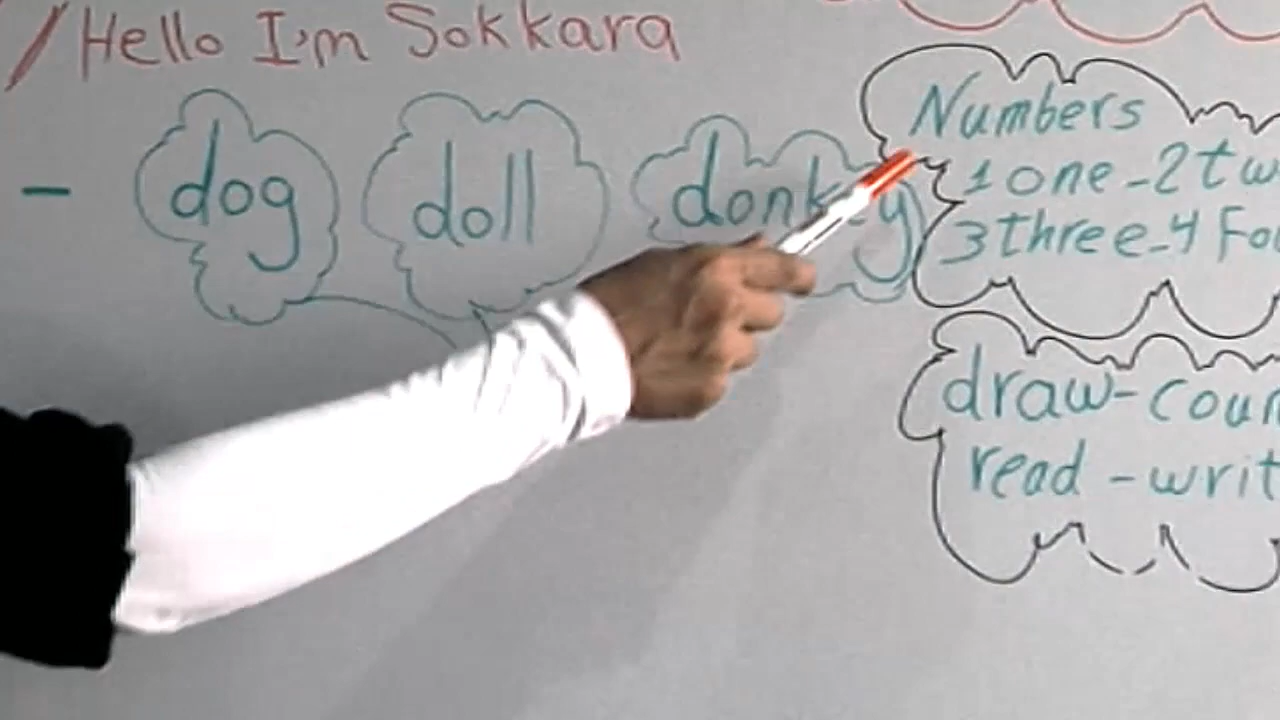 /Hello I'm Sokkara
- dog doll donkey
Numbers
1 one - 2 tw
3 three - 4 Fo
draw - coun
read - writ